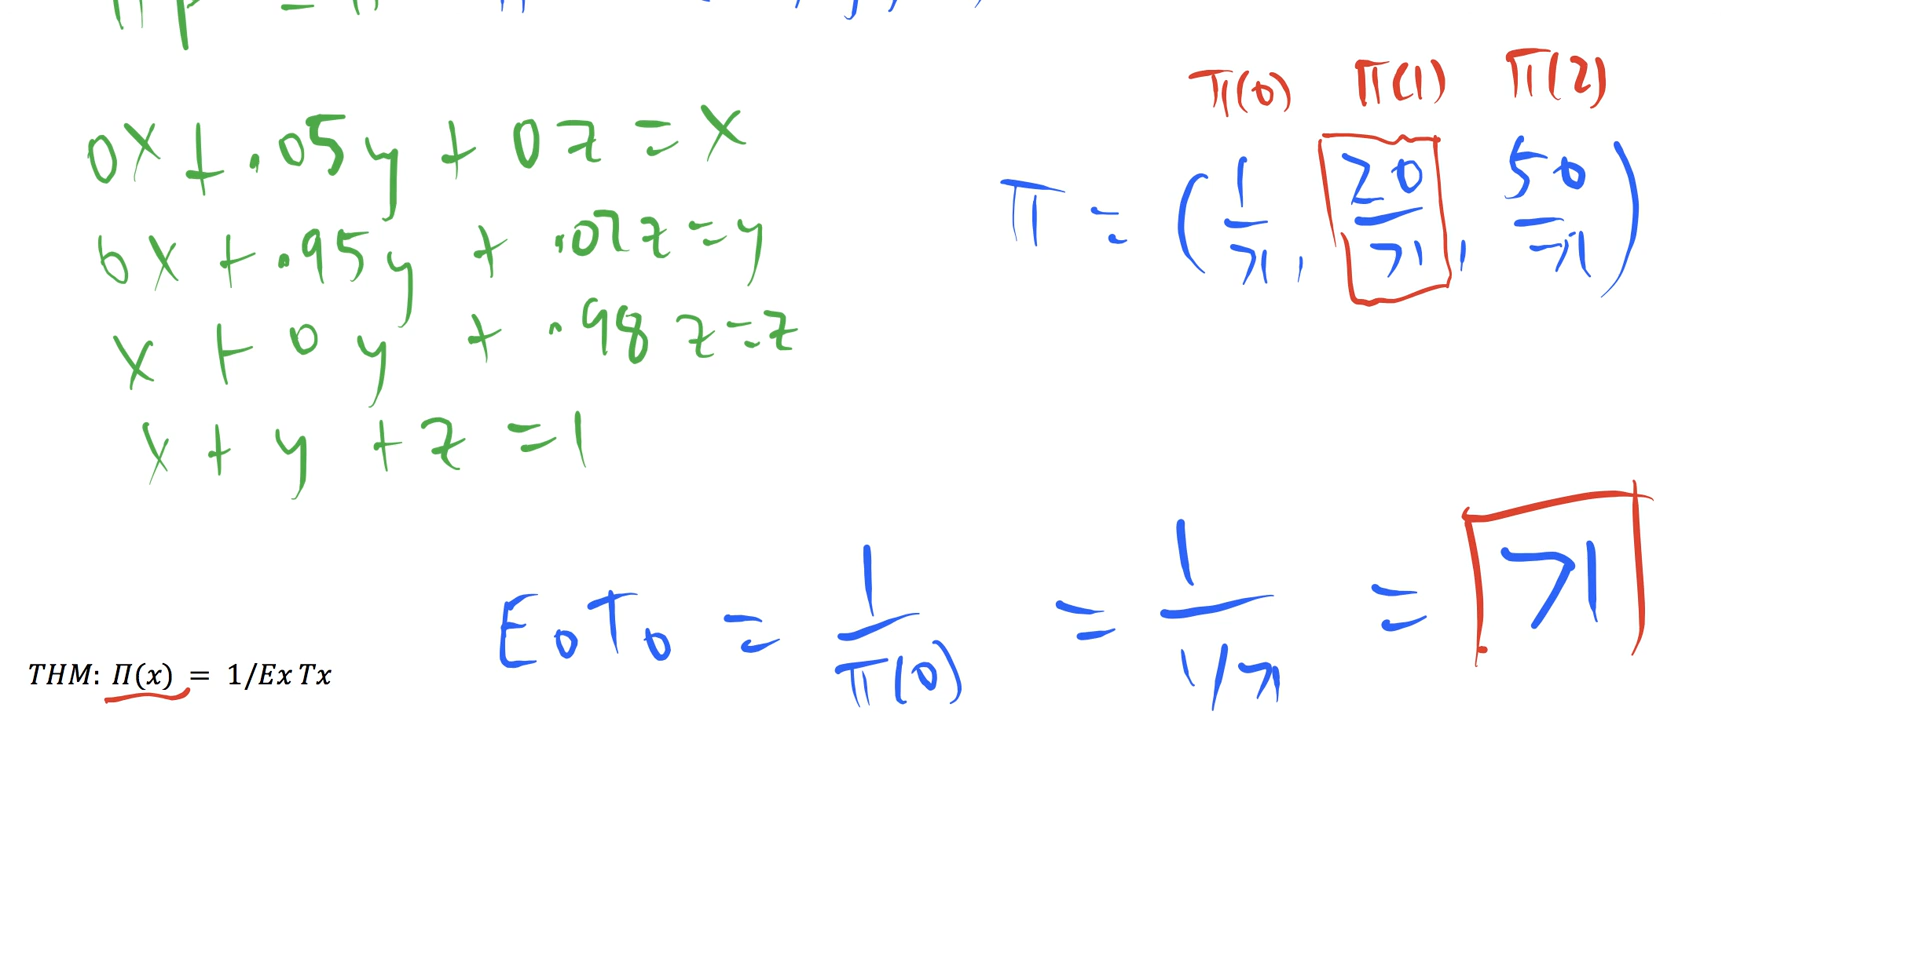 0x + .05y + 0z = x
0x + .95y + .02z = y
x + 0y + .98z = z
x + y + z = 1
π(0) π(1) π(2)
π = (1/71, 20/71, 50/71)
E₀T₀ = 1/π(0) = 1/1/71 = 71
THM: Π(x) = 1/Ex Tx